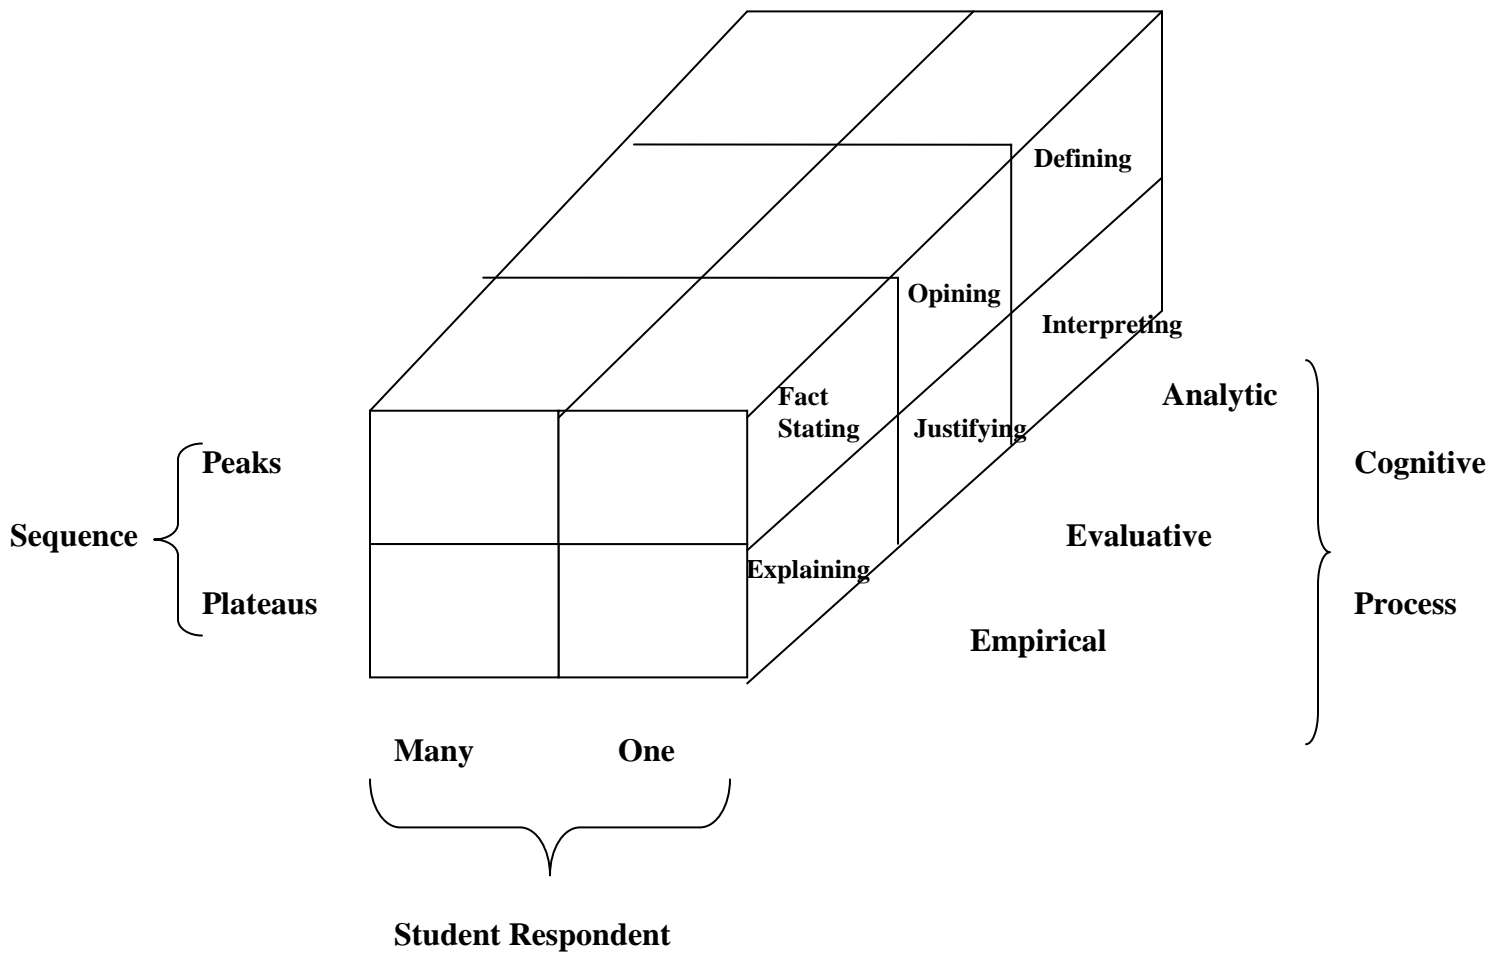 Defining
Opining
Interpreting
Fact
Stating
Justifying
Analytic
Peaks
Cognitive
Sequence
Evaluative
Explaining
Plateaus
Process
Empirical
Many
One
Student Respondent